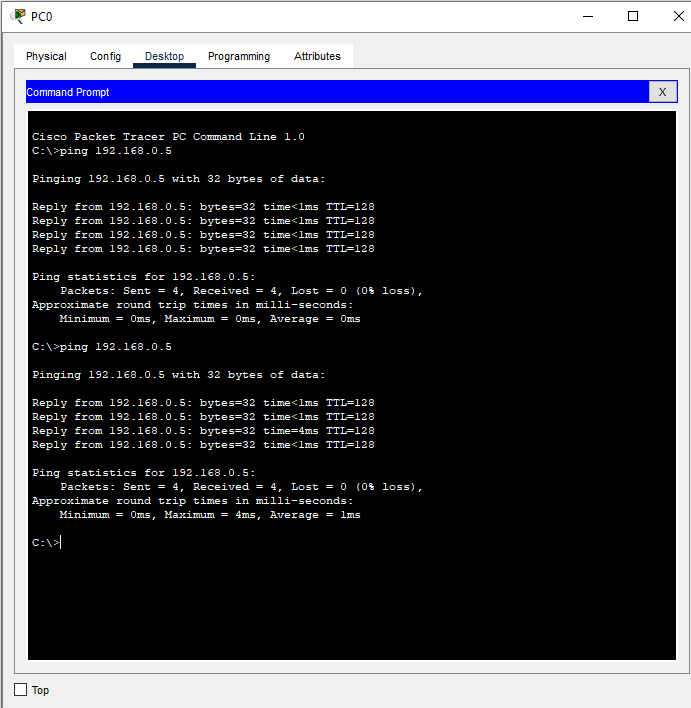 PC0
Physical Config Desktop Programming Attributes
Command Prompt X
Cisco Packet Tracer PC Command Line 1.0
C:\>ping 192.168.0.5
Pinging 192.168.0.5 with 32 bytes of data:
Reply from 192.168.0.5: bytes=32 time<1ms TTL=128
Reply from 192.168.0.5: bytes=32 time<1ms TTL=128
Reply from 192.168.0.5: bytes=32 time<1ms TTL=128
Reply from 192.168.0.5: bytes=32 time<1ms TTL=128
Ping statistics for 192.168.0.5:
    Packets: Sent = 4, Received = 4, Lost = 0 (0% loss),
Approximate round trip times in milli-seconds:
    Minimum = 0ms, Maximum = 0ms, Average = 0ms
C:\>ping 192.168.0.5
Pinging 192.168.0.5 with 32 bytes of data:
Reply from 192.168.0.5: bytes=32 time<1ms TTL=128
Reply from 192.168.0.5: bytes=32 time<1ms TTL=128
Reply from 192.168.0.5: bytes=32 time=4ms TTL=128
Reply from 192.168.0.5: bytes=32 time<1ms TTL=128
Ping statistics for 192.168.0.5:
    Packets: Sent = 4, Received = 4, Lost = 0 (0% loss),
Approximate round trip times in milli-seconds:
    Minimum = 0ms, Maximum = 4ms, Average = 1ms
C:\>
Top